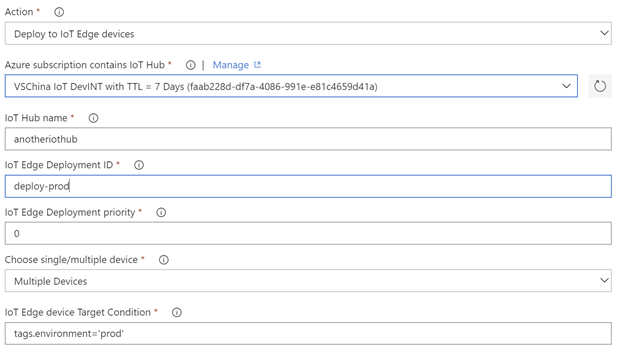 Action *
Deploy to IoT Edge devices
Azure subscription contains IoT Hub * | Manage
VSChina IoT DevINT with TTL = 7 Days (faab228d-df7a-4086-991e-e81c4659d41a)
IoT Hub name *
anotheriothub
IoT Edge Deployment ID *
deploy-prod
IoT Edge Deployment priority *
0
Choose single/multiple device *
Multiple Devices
IoT Edge device Target Condition *
tags.environment='prod'